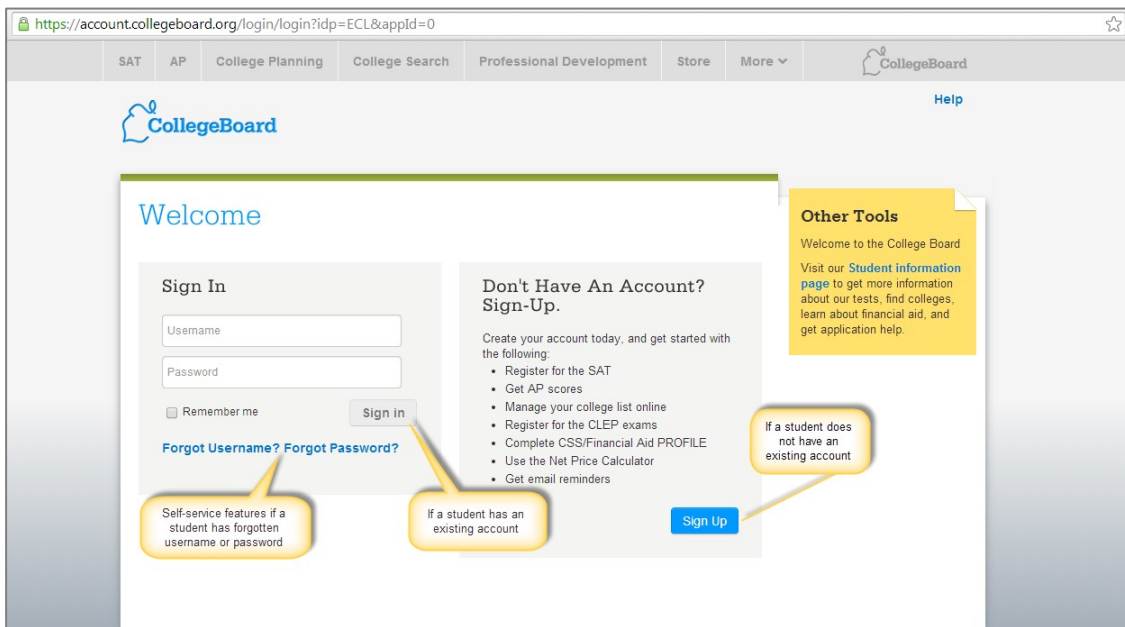 https://account.collegeboard.org/login/login?idp=ECL&appId=0
SAT AP College Planning College Search Professional Development Store More CollegeBoard
Help
CollegeBoard
Welcome
Sign In
Username
Password
Remember me
Sign in
Forgot Username? Forgot Password?
Self-service features if a
student has forgotten
username or password
If a student has an
existing account
Don't Have An Account?
Sign-Up.
Create your account today, and get started with
the following:
• Register for the SAT
• Get AP scores
• Manage your college list online
• Register for the CLEP exams
• Complete CSS/Financial Aid PROFILE
• Use the Net Price Calculator
• Get email reminders
Sign Up
If a student does
not have an
existing account
Other Tools
Welcome to the College Board
Visit our Student information
page to get more information
about our tests, find colleges,
learn about financial aid, and
get application help.